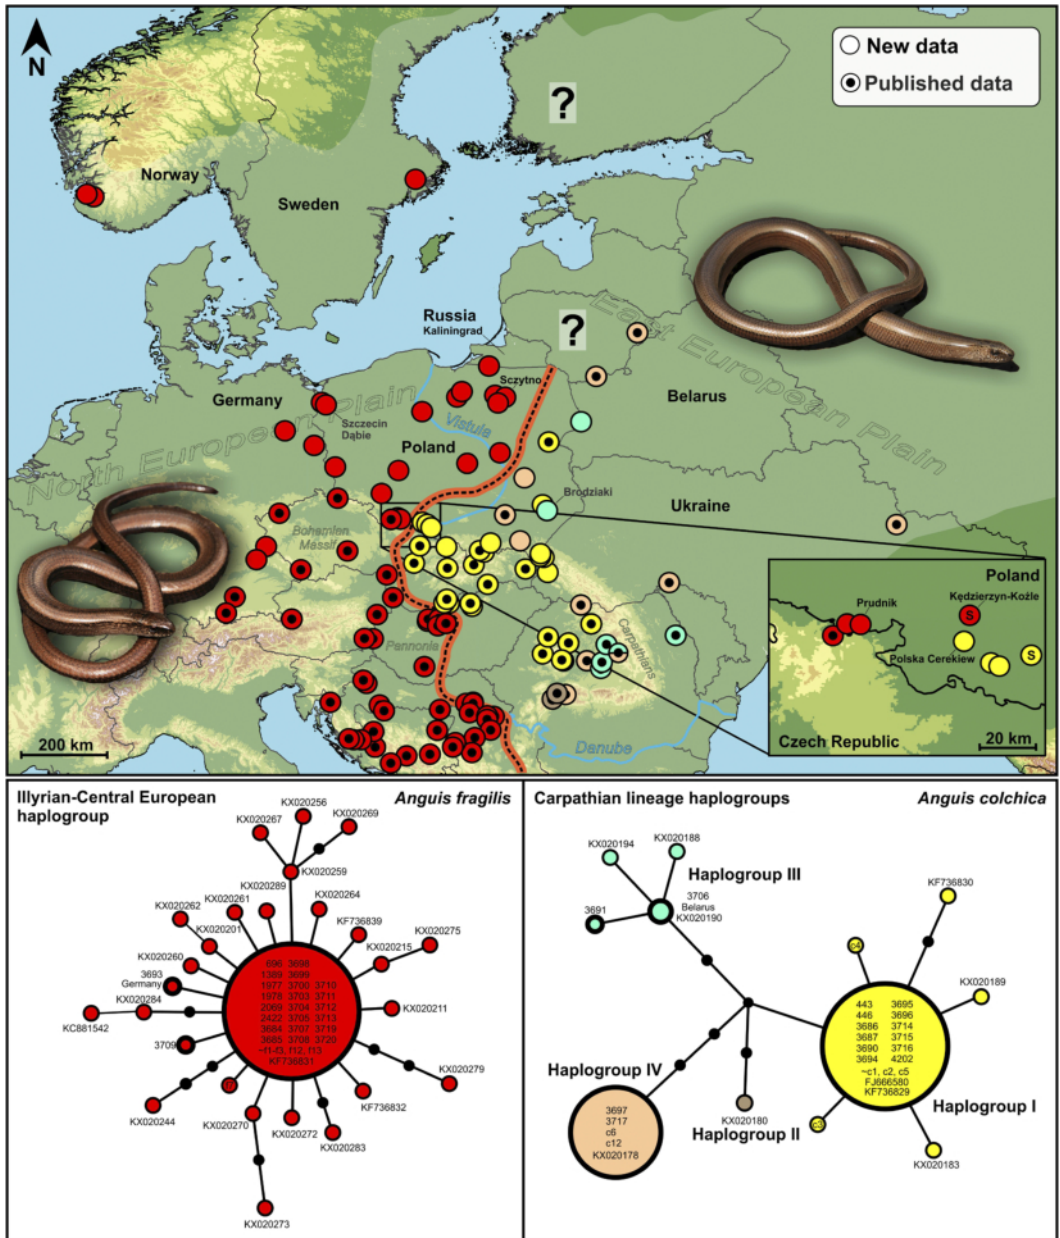 N
New data
Published data
?
Norway
Sweden
Russia
Kaliningrad
?
East European Plain
Sczytno
Belarus
Germany
North European Plain
Szczecin
Dąbie
Vistula
Poland
Brodziaki
Ukraine
Bohemian
Massif
Pannonia
Carpathians
Danube
200 km
Poland
Kędzierzyn-Koźle
Prudnik
S
Polska Cerekiew
S
Czech Republic
20 km
Illyrian-Central European
haplogroup
Anguis fragilis
KX020256
KX020267
KX020269
KX020259
KX020289
KX020261
KX020264
KX020262
KX020201
KF736839
KX020275
KX020215
KX020260
3693
Germany
KX020284
KC881542
3709
KX020211
696 3698
1389 3699
1977 3700 3710
1978 3703 3711
2069 3704 3712
2422 3705 3713
3684 3707 3719
3685 3708 3720
~f1-f3, f12, f13
KF736831
KX020279
f7
KX020244
KX020270
KX020272
KX020283
KF736832
KX020273
Carpathian lineage haplogroups
Anguis colchica
KX020194
KX020188
Haplogroup III
3706
Belarus
KX020190
3691
KF736830
c4
KX020189
443 3695
446 3696
3686 3714
3687 3715
3690 3716
3694 4202
~c1, c2, c5
FJ666580
KF736829
Haplogroup I
Haplogroup IV
3697
3717
c6
c12
KX020178
KX020180
Haplogroup II
c3
KX020183